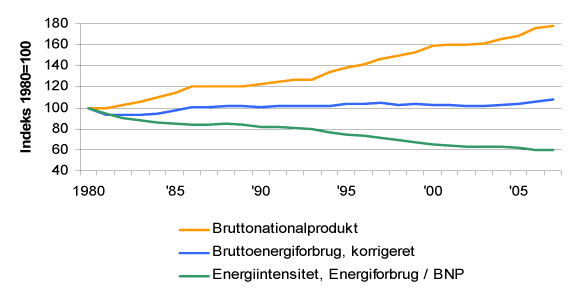 180
160
140
120
100
80
60
40
Indeks 1980=100
1980 '85 '90 '95 '00 '05
Bruttonationalprodukt
Bruttoenergiforbrug, korrigeret
Energiintensitet, Energiforbrug / BNP